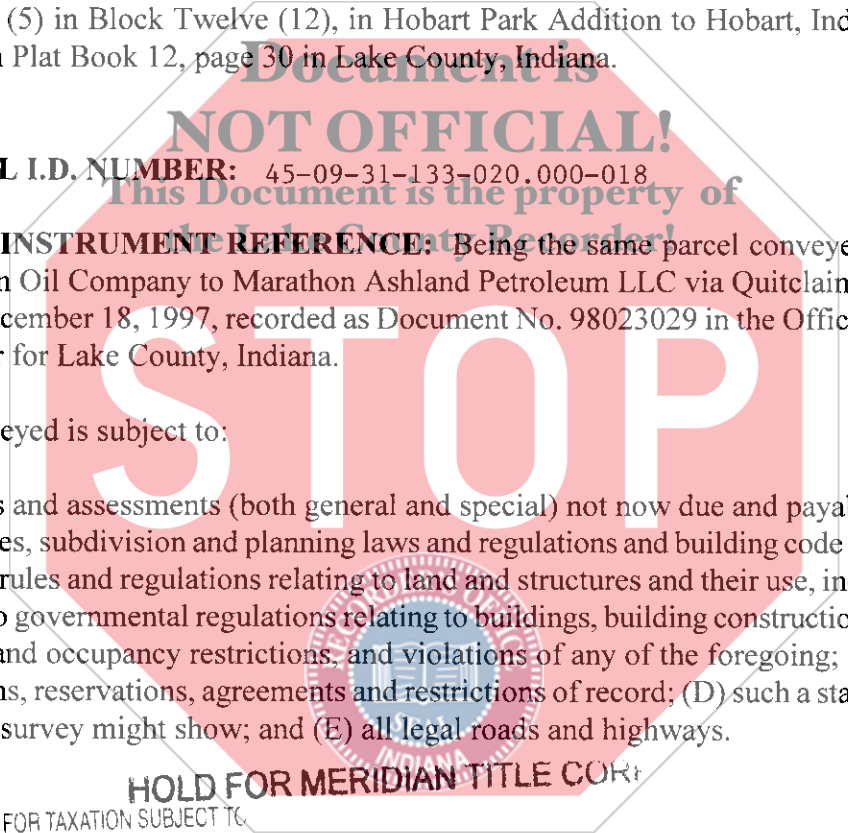 (5) in Block Twelve (12), in Hobart Park Addition to Hobart, Ind
Plat Book 12, page 30 in Lake County, Indiana.
Document is
NOT OFFICIAL!
L I.D. NUMBER: 45-09-31-133-020.000-018
This Document is the property of
the Lake County Recorder!
INSTRUMENT REFERENCE: Being the same parcel conveye
n Oil Company to Marathon Ashland Petroleum LLC via Quitclaim
cember 18, 1997, recorded as Document No. 98023029 in the Offic
r for Lake County, Indiana.
STOP
eyed is subject to:
s and assessments (both general and special) not now due and payal
es, subdivision and planning laws and regulations and building code
rules and regulations relating to land and structures and their use, in
o governmental regulations relating to buildings, building constructio
and occupancy restrictions, and violations of any of the foregoing;
ns, reservations, agreements and restrictions of record; (D) such a sta
survey might show; and (E) all legal roads and highways.
RECORDER'S OFFICE
SEAL
INDIANA
HOLD FOR MERIDIAN TITLE COR
FOR TAXATION SUBJECT TO